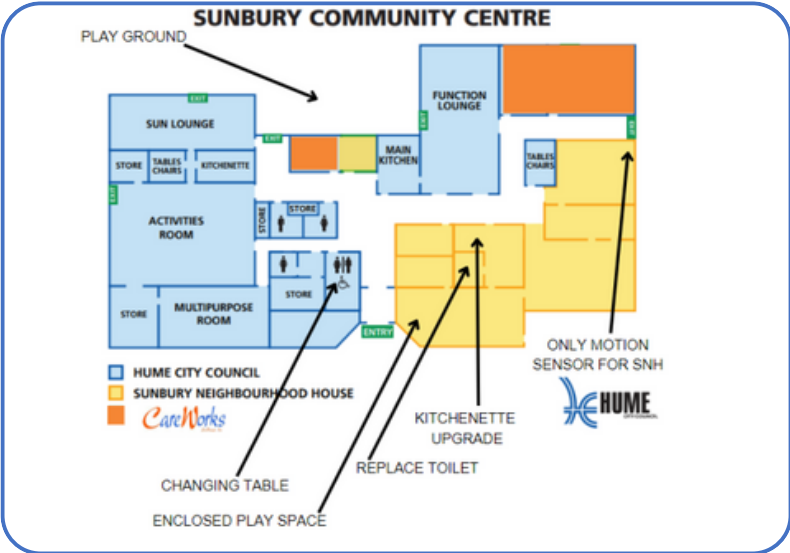 SUNBURY COMMUNITY CENTRE
PLAY GROUND
EXIT
SUN LOUNGE
STORE
TABLES
CHAIRS
KITCHENETTE
EXIT
EXIT
MAIN
KITCHEN
FUNCTION
LOUNGE
EXIT
EXIT
TABLES
CHAIRS
ACTIVITIES
ROOM
STORE
STORE
STORE
STORE
MULTIPURPOSE
ROOM
ENTRY
HUME CITY COUNCIL
SUNBURY NEIGHBOURHOOD HOUSE
CareWorks
ONLY MOTION
SENSOR FOR SNH
HUME
CITY COUNCIL
KITCHENETTE
UPGRADE
REPLACE TOILET
CHANGING TABLE
ENCLOSED PLAY SPACE